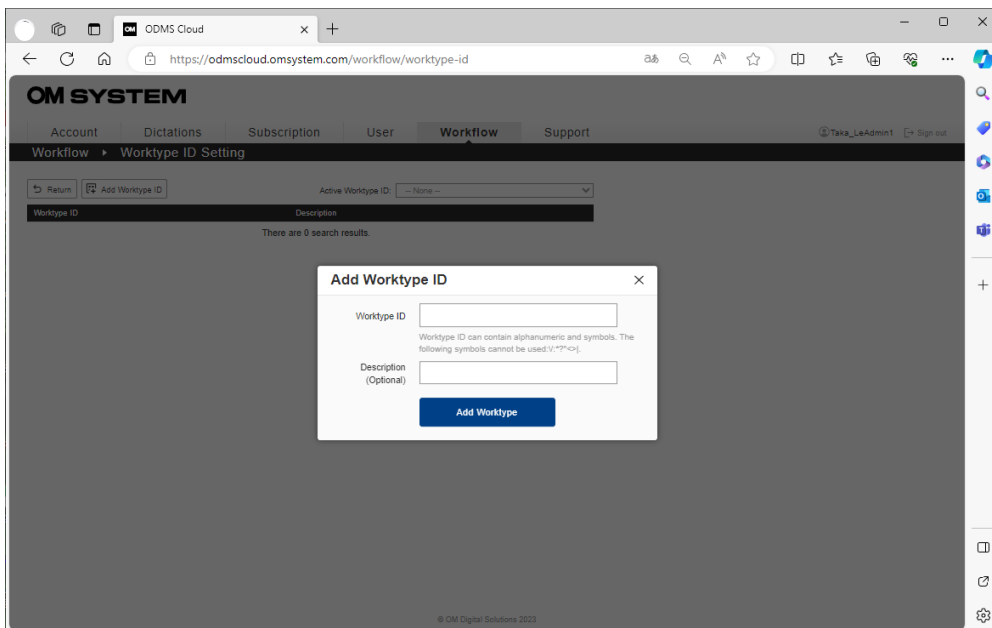 OM
ODMS Cloud
https://odmscloud.omsystem.com/workflow/worktype-id
OM SYSTEM
Account
Dictations
Subscription
User
Workflow
Support
Taka_LeAdmin1
Sign out
Workflow
Worktype ID Setting
Return
Add Worktype ID
Active Worktype ID:
-- None --
Worktype ID
Description
There are 0 search results.
Add Worktype ID
Worktype ID
Worktype ID can contain alphanumeric and symbols. The
following symbols cannot be used:\/:*?"<>|.
Description
(Optional)
Add Worktype
© OM Digital Solutions 2023